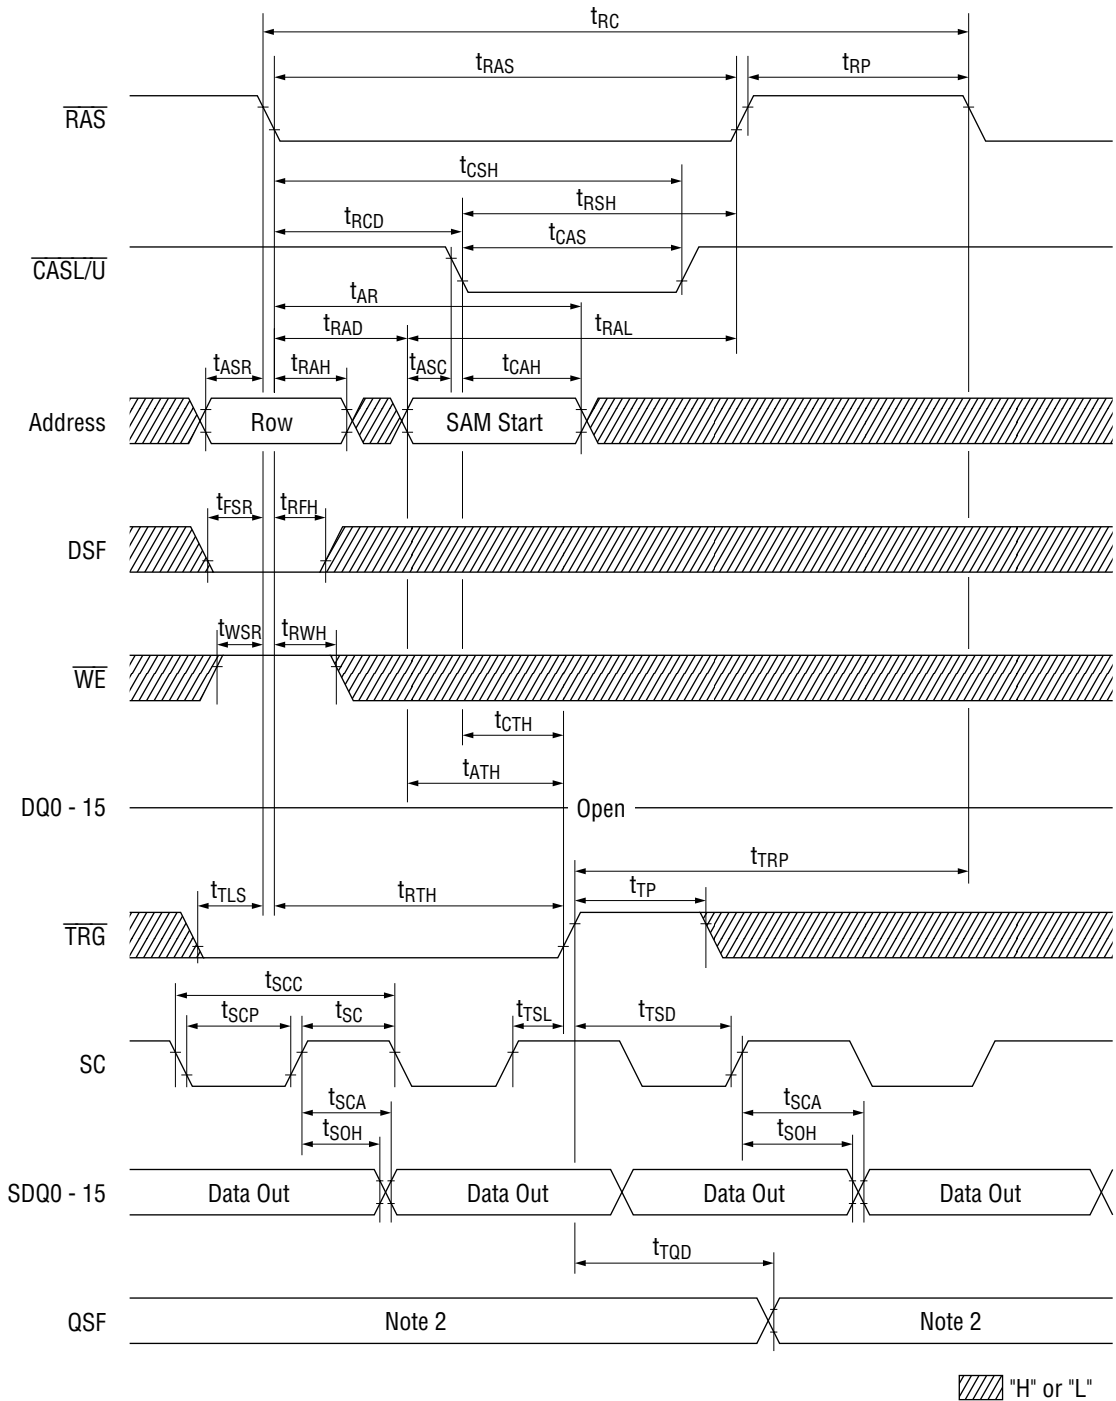 tRC
tRAS
tRP
RAS
tCSH
tRSH
tRCD
tCAS
CASL/U
tAR
tRAD
tRAL
tASR
tRAH
tASC
tCAH
Address
Row
SAM Start
tFSR
tRFH
DSF
tWSR
tRWH
WE
tCTH
tATH
DQ0 - 15
Open
tTRP
tTLS
tRTH
tTP
TRG
tSCC
tSCP
tSC
tTSL
tTSD
SC
tSCA
tSCA
tSOH
tSOH
SDQ0 - 15
Data Out
Data Out
Data Out
Data Out
tTQD
QSF
Note 2
Note 2
"H" or "L"